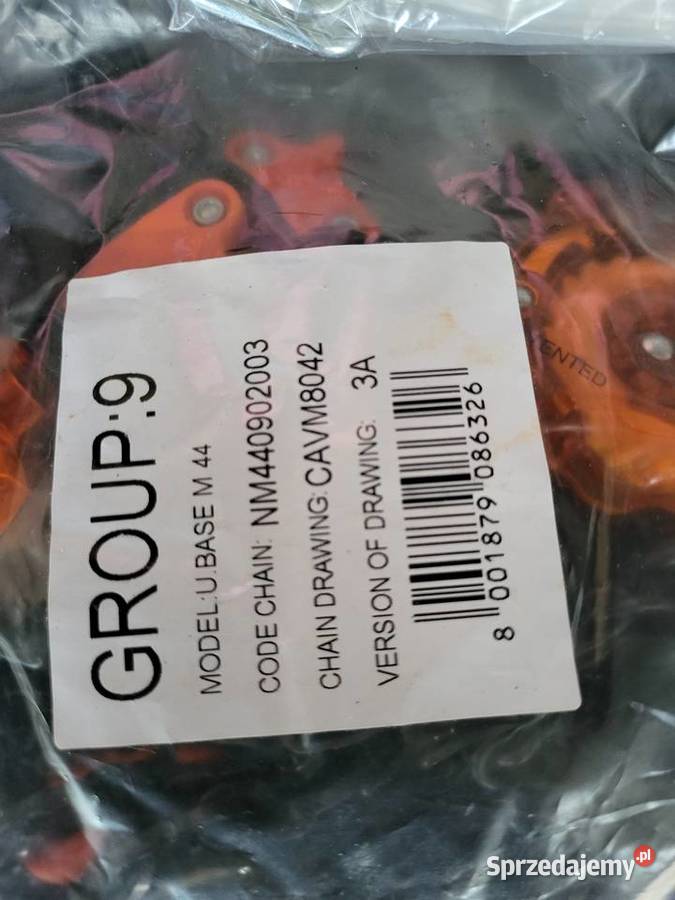 GROUP:9
MODEL:U.BASE M 44
CODE CHAIN: NM440902003
CHAIN DRAWING:CAVM8042
VERSION OF DRAWING: 3A
8 001879 086326
Sprzedajemy.pl